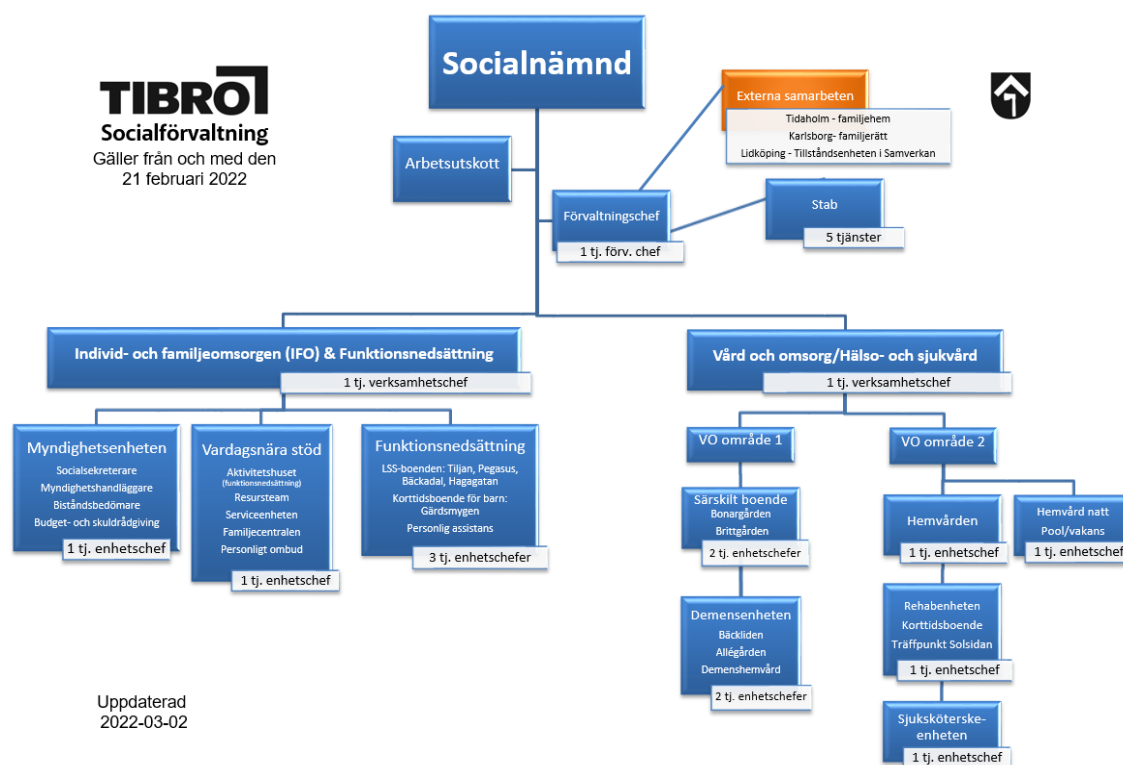 Socialnämnd
TIBRO
Socialförvaltning
Gäller från och med den
21 februari 2022
Externa samarbeten
Tidaholm - familjehem
Karlsborg- familjerätt
Lidköping - Tillståndsenheten i Samverkan
Arbetsutskott
Förvaltningschef
1 tj. förv. chef
Stab
5 tjänster
Individ- och familjeomsorgen (IFO) & Funktionsnedsättning
1 tj. verksamhetschef
Vård och omsorg/Hälso- och sjukvård
1 tj. verksamhetschef
Myndighetsenheten
Socialsekreterare
Myndighetshandläggare
Biståndsbedömare
Budget- och skuldrådgiving
1 tj. enhetschef
Vardagsnära stöd
Aktivitetshuset
(funktionsnedsättning)
Resursteam
Serviceenheten
Familjecentralen
Personligt ombud
1 tj. enhetschef
Funktionsnedsättning
LSS-boenden: Tiljan, Pegasus,
Bäckadal, Hagagatan
Korttidsboende för barn:
Gärdsmygen
Personlig assistans
3 tj. enhetschefer
VO område 1
Särskilt boende
Bonargården
Brittgården
2 tj. enhetschefer
Demensenheten
Bäckliden
Allégården
Demenshemvård
2 tj. enhetschefer
VO område 2
Hemvården
1 tj. enhetschef
Hemvård natt
Pool/vakans
1 tj. enhetschef
Rehabenheten
Korttidsboende
Träffpunkt Solsidan
1 tj. enhetschef
Sjuksköterske-
enheten
1 tj. enhetschef
Uppdaterad
2022-03-02